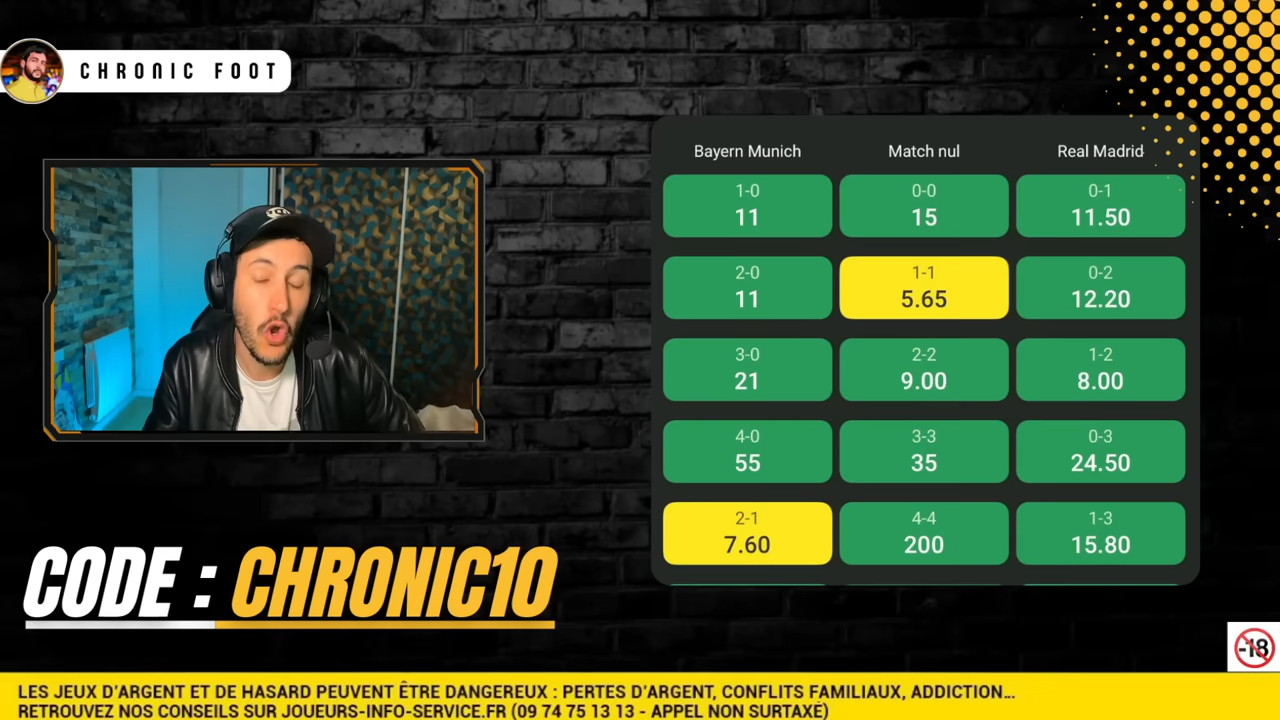 CHRONIC FOOT
Bayern Munich Match nul Real Madrid
1-0 0-0 0-1
11 15 11.50
2-0 1-1 0-2
11 5.65 12.20
3-0 2-2 1-2
21 9.00 8.00
4-0 3-3 0-3
55 35 24.50
2-1 4-4 1-3
7.60 200 15.80
CODE : CHRONIC10
-18
LES JEUX D'ARGENT ET DE HASARD PEUVENT ÊTRE DANGEREUX : PERTES D'ARGENT, CONFLITS FAMILIAUX, ADDICTION...
RETROUVEZ NOS CONSEILS SUR JOUEURS-INFO-SERVICE.FR (09 74 75 13 13 - APPEL NON SURTAXÉ)